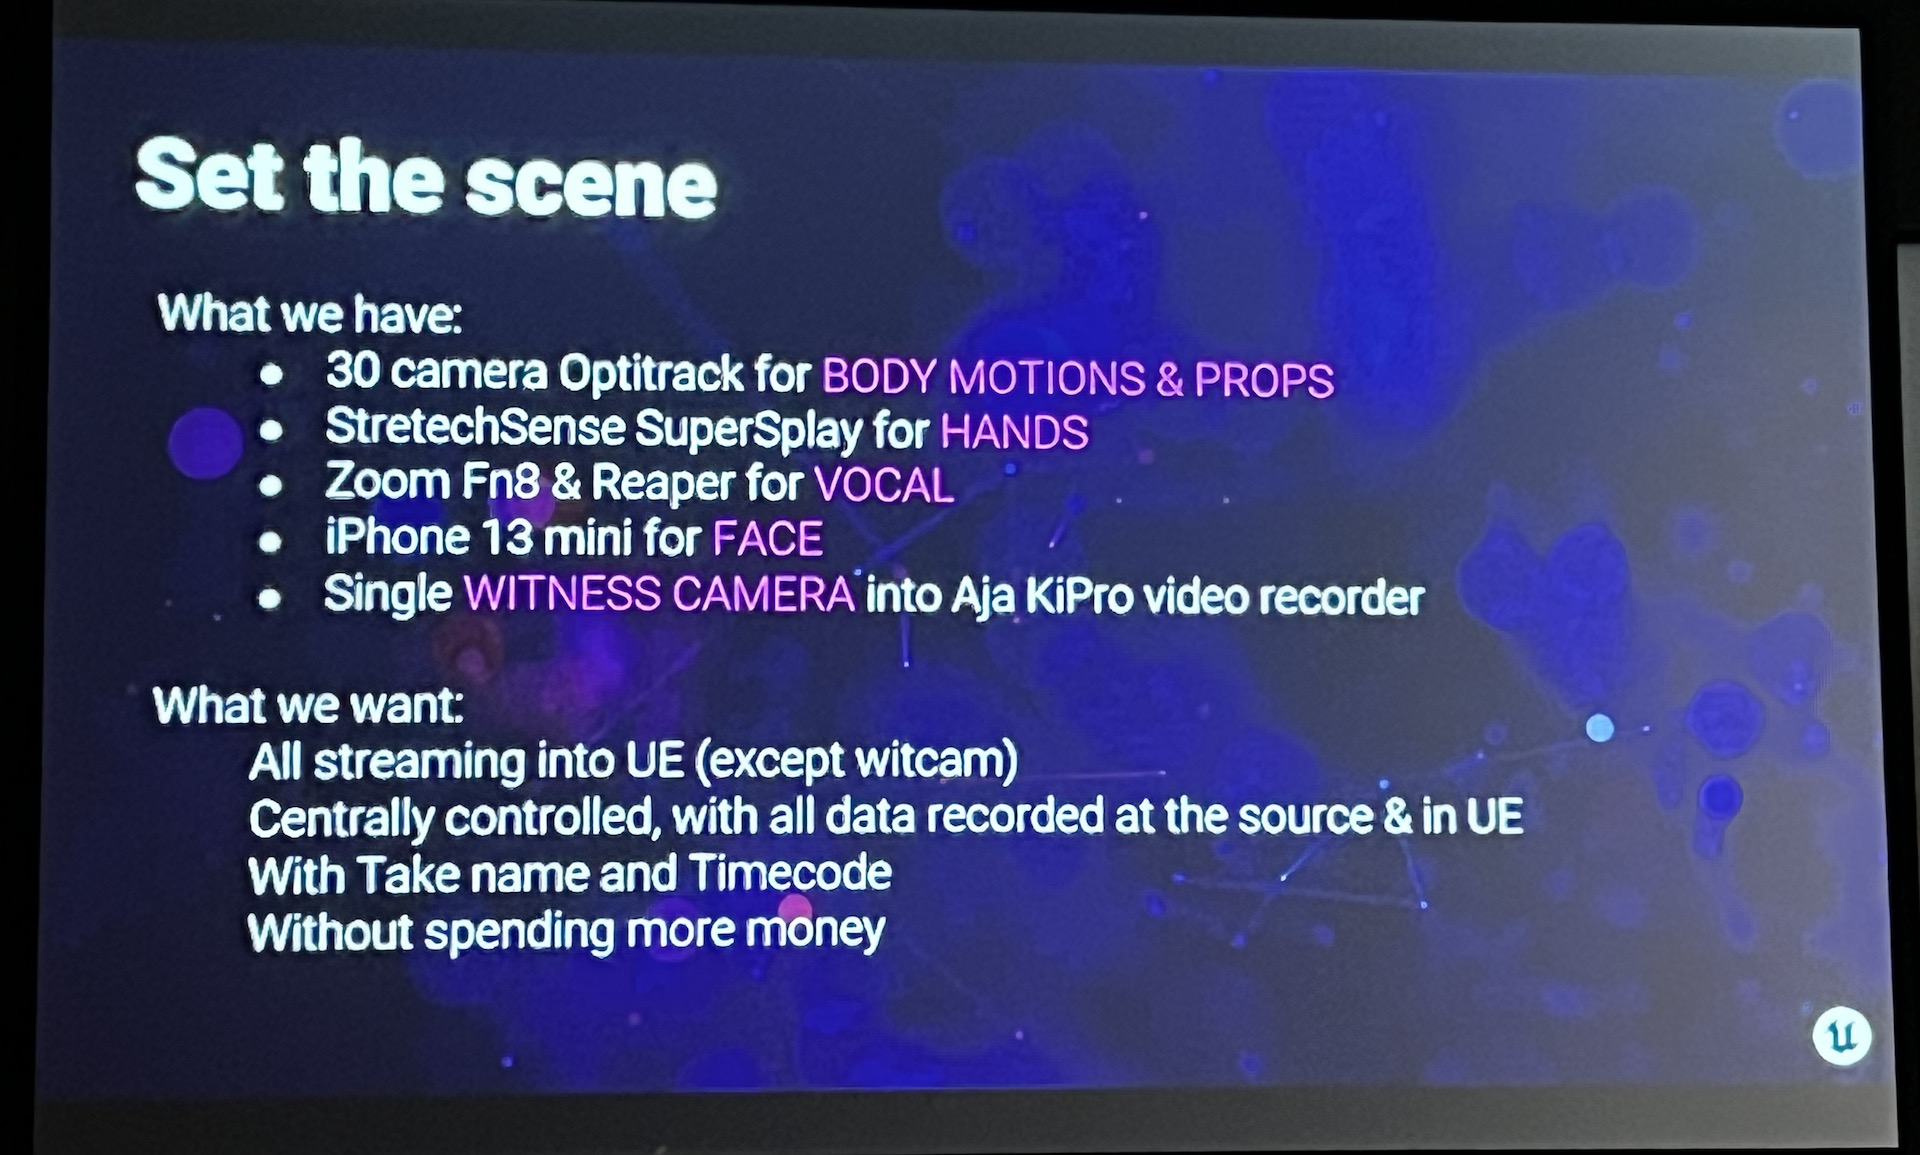 Set the scene
What we have:
● 30 camera Optitrack for BODY MOTIONS & PROPS
● StretechSense SuperSplay for HANDS
● Zoom Fn8 & Reaper for VOCAL
● iPhone 13 mini for FACE
● Single WITNESS CAMERA into Aja KiPro video recorder
What we want:
All streaming into UE (except witcam)
Centrally controlled, with all data recorded at the source & in UE
With Take name and Timecode
Without spending more money